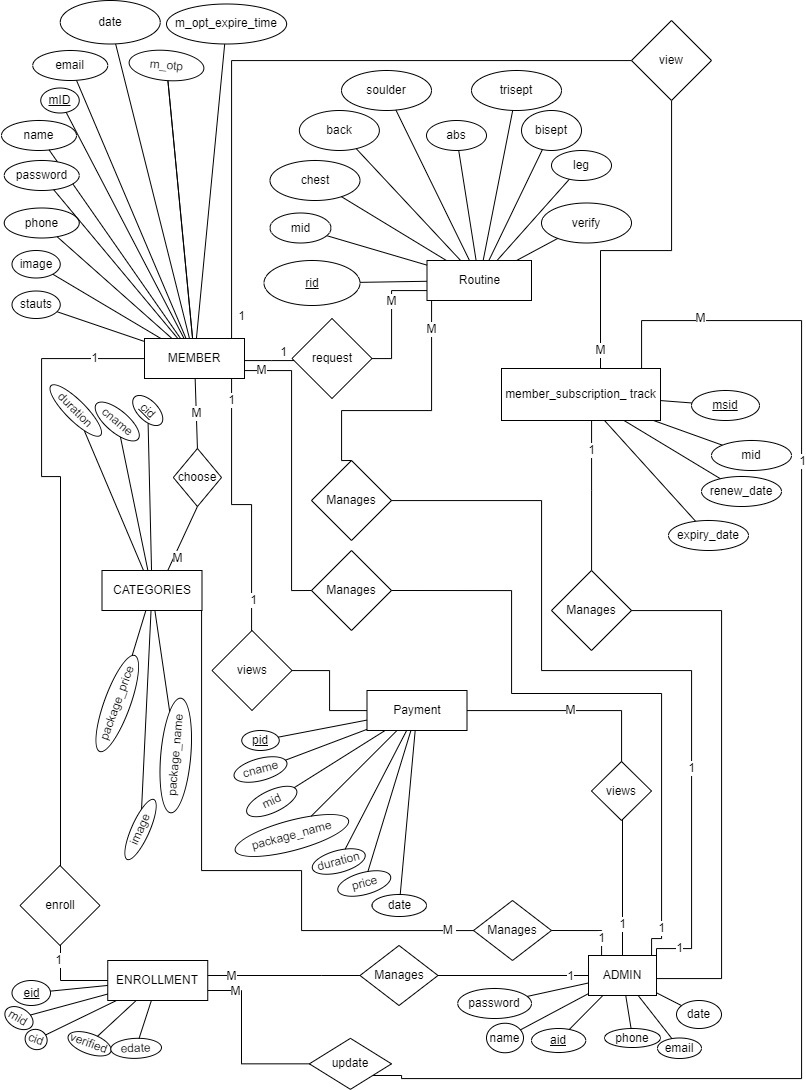 date
m_opt_expire_time
view
email
m_otp
mID
soulder
trisept
name
back
abs
bisept
leg
password
chest
phone
mid
verify
image
rid
Routine
stauts
M
1
M
M
M
1
MEMBER
1
1
request
M
M
1
member_subscription_ track
msid
duration
cname
cid
M
mid
1
choose
renew_date
1
Manages
expiry_date
M
CATEGORIES
Manages
1
Manages
package_price
views
package_name
Payment
M
pid
cname
1
mid
views
package_name
image
duration
price
date
enroll
M
Manages
1
1
1
1
1
ENROLLMENT
M
Manages
1
ADMIN
M
eid
password
mid
cid
verified
edate
name
aid
phone
email
date
update